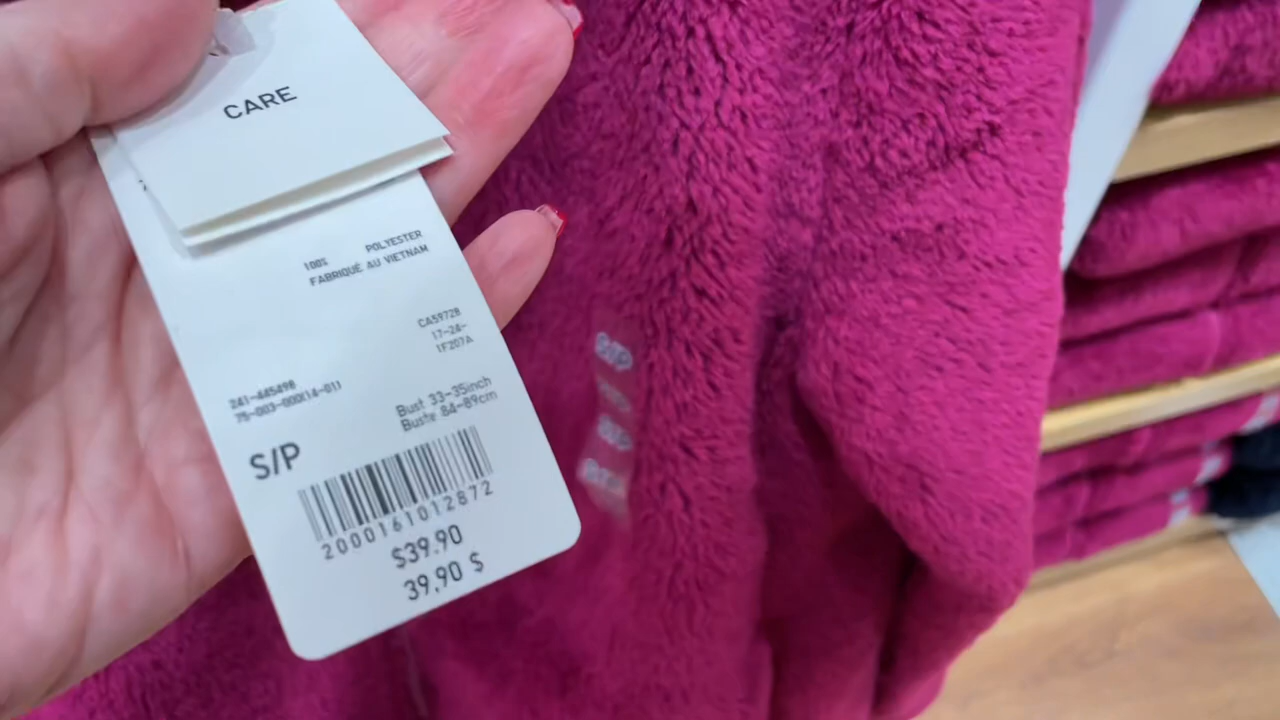 CARE
100% POLYESTER
FABRIQUÉ AU VIETNAM
CA59728
17-24-
1F207A
241-445498
75-003-000(14-01)
Bust 33-35inch
Buste 84-89cm
S/P
2000161012872
$39.90
39,90 $
S/P